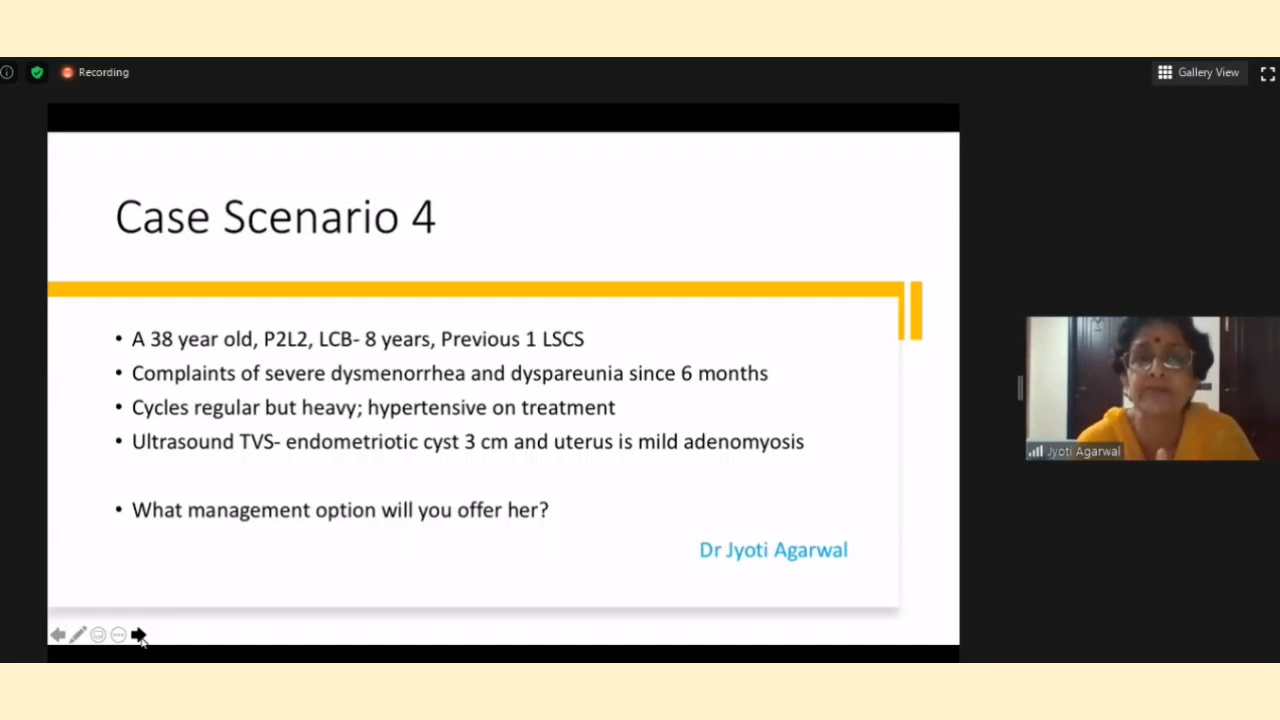 Recording
Gallery View
Case Scenario 4
• A 38 year old, P2L2, LCB- 8 years, Previous 1 LSCS
• Complaints of severe dysmenorrhea and dyspareunia since 6 months
• Cycles regular but heavy; hypertensive on treatment
• Ultrasound TVS- endometriotic cyst 3 cm and uterus is mild adenomyosis
• What management option will you offer her?
Dr Jyoti Agarwal
Jyoti Agarwal